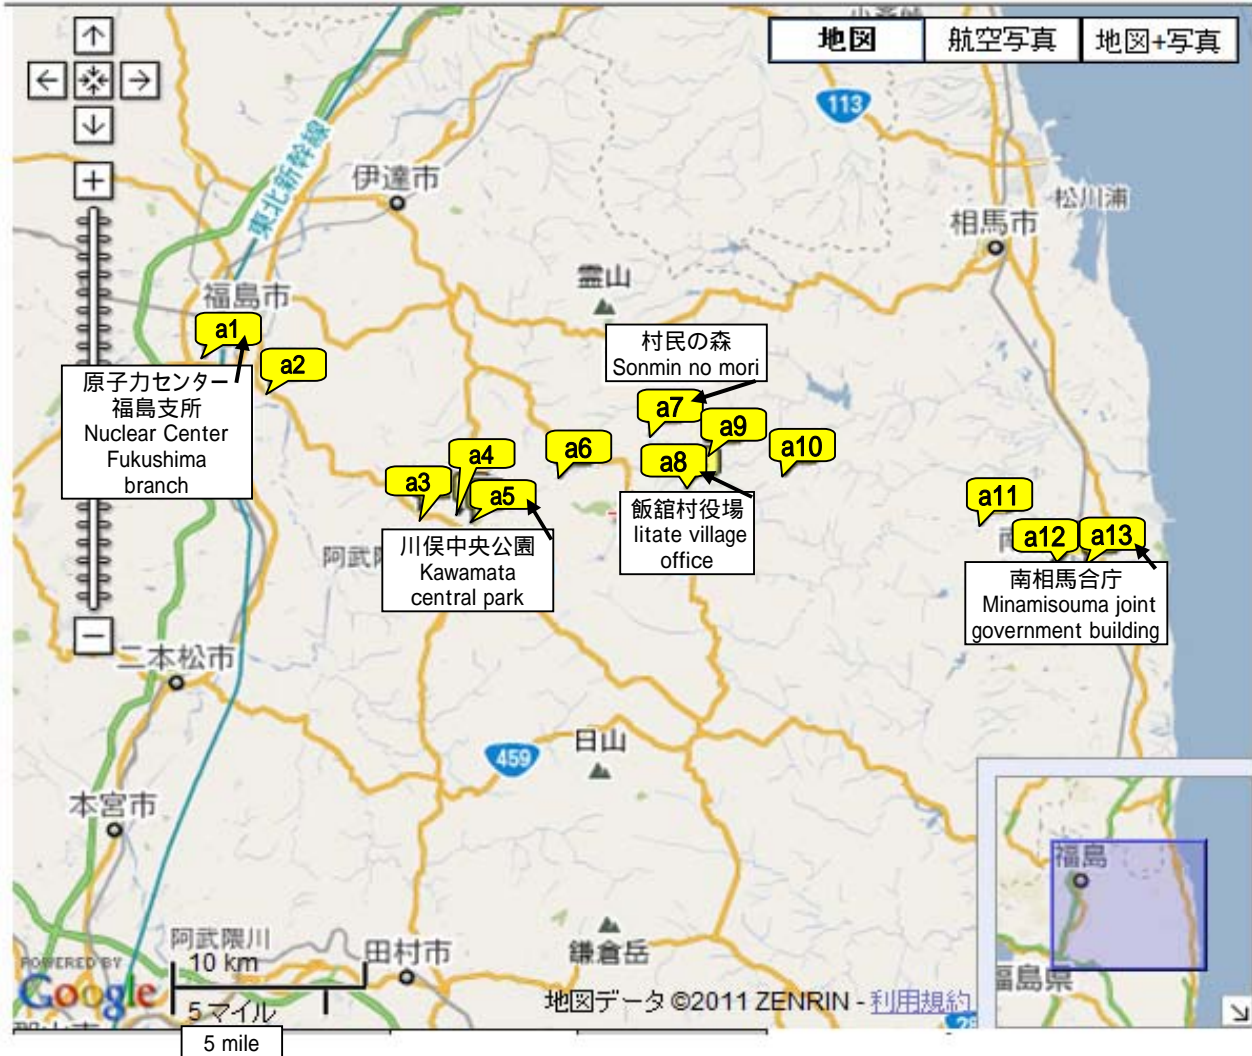 地図
航空写真
地図+写真
113
東北新幹線
伊達市
松川浦
相馬市
霊山
福島市
a1
a2
村民の森
Sonmin no mori
原子力センター
福島支所
Nuclear Center
Fukushima
branch
a7
a9
a4
a6
a8
a10
a3
a5
a11
飯舘村役場
Iitate village
office
a12
a13
川俣中央公園
Kawamata
central park
阿武
南相馬合庁
Minamisouma joint
government building
二本松市
日山
459
本宮市
福島
阿武隈川
10 km
田村市
鎌倉岳
福島県
POWERED BY
Google
5 マイル
地図データ ©2011 ZENRIN - 利用規約
5 mile